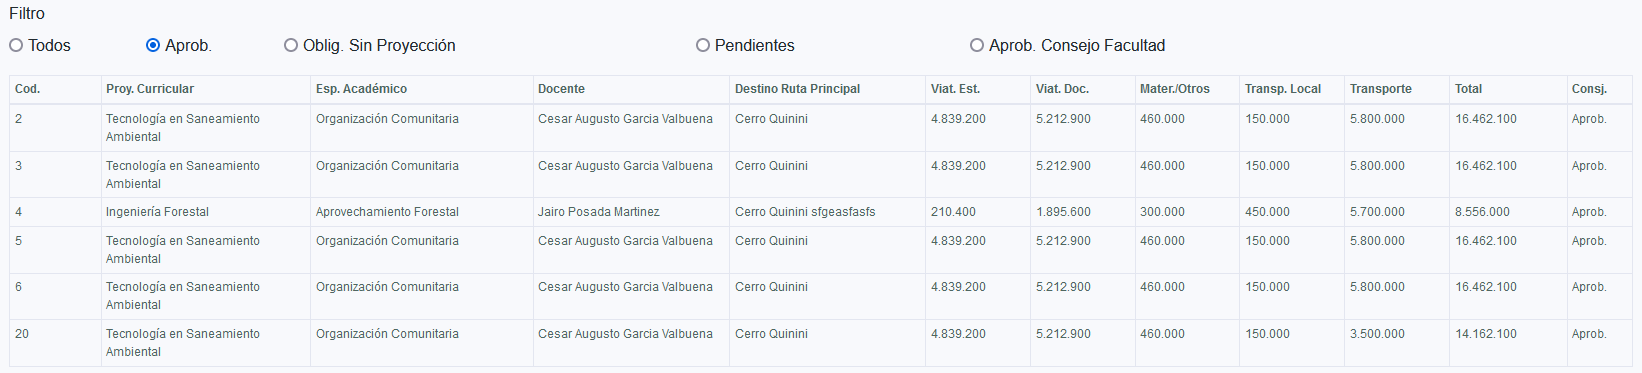 Filtro
Todos Aprob. Oblig. Sin Proyección Pendientes Aprob. Consejo Facultad
Cod. Proy. Curricular Esp. Académico Docente Destino Ruta Principal Viat. Est. Viat. Doc. Mater./Otros Transp. Local Transporte Total Consj.
2 Tecnología en Saneamiento Organización Comunitaria Cesar Augusto Garcia Valbuena Cerro Quinini 4.839.200 5.212.900 460.000 150.000 5.800.000 16.462.100 Aprob.
Ambiental
3 Tecnología en Saneamiento Organización Comunitaria Cesar Augusto Garcia Valbuena Cerro Quinini 4.839.200 5.212.900 460.000 150.000 5.800.000 16.462.100 Aprob.
Ambiental
4 Ingeniería Forestal Aprovechamiento Forestal Jairo Posada Martinez Cerro Quinini sfgeasfasfs 210.400 1.895.600 300.000 450.000 5.700.000 8.556.000 Aprob.
5 Tecnología en Saneamiento Organización Comunitaria Cesar Augusto Garcia Valbuena Cerro Quinini 4.839.200 5.212.900 460.000 150.000 5.800.000 16.462.100 Aprob.
Ambiental
6 Tecnología en Saneamiento Organización Comunitaria Cesar Augusto Garcia Valbuena Cerro Quinini 4.839.200 5.212.900 460.000 150.000 5.800.000 16.462.100 Aprob.
Ambiental
20 Tecnología en Saneamiento Organización Comunitaria Cesar Augusto Garcia Valbuena Cerro Quinini 4.839.200 5.212.900 460.000 150.000 3.500.000 14.162.100 Aprob.
Ambiental